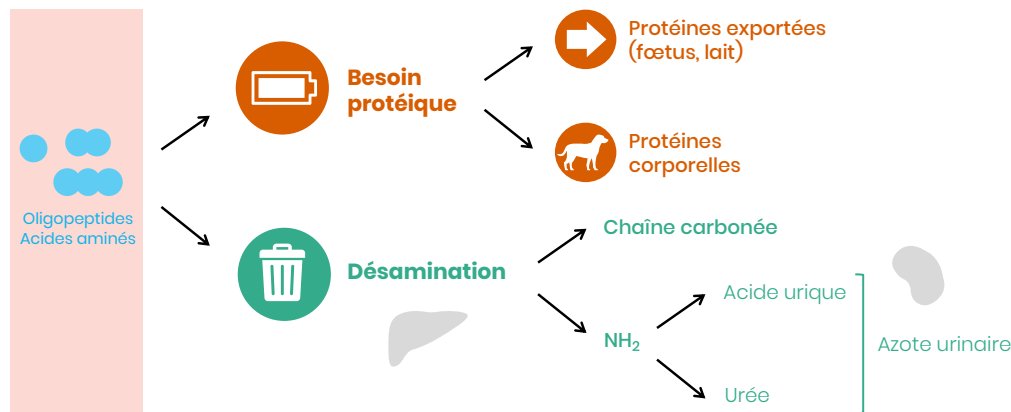 Oligopeptides
Acides aminés
Besoin
protéique
Protéines exportées
(fœtus, lait)
Protéines
corporelles
Désamination
Chaîne carbonée
NH₂
Acide urique
Urée
Azote urinaire